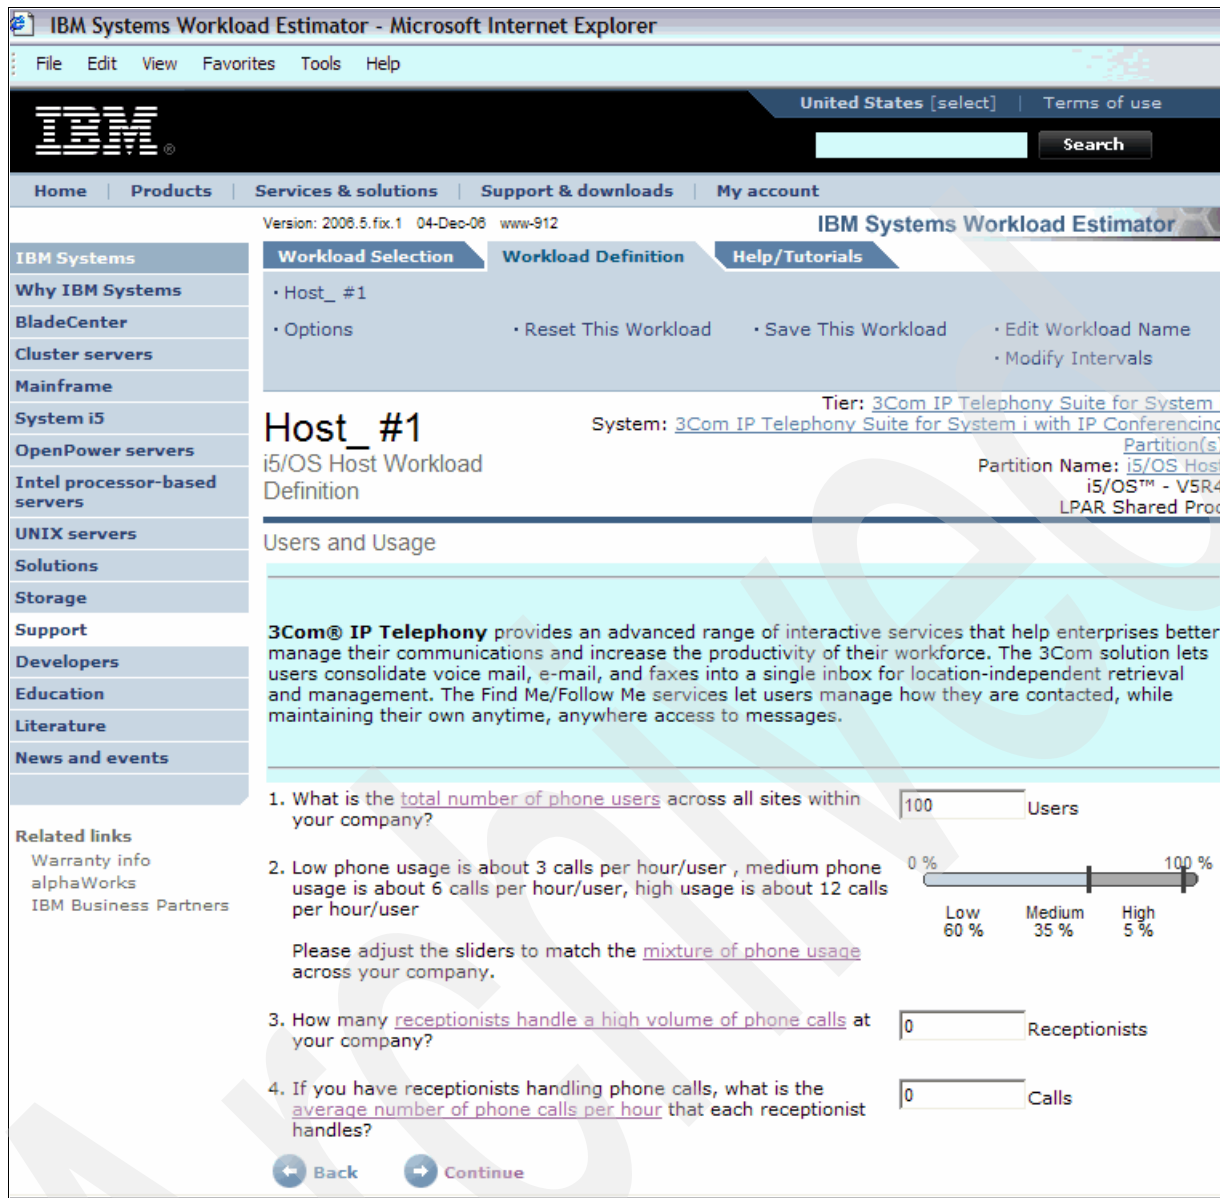 IBM Systems Workload Estimator - Microsoft Internet Explorer
File Edit View Favorites Tools Help
United States [select] | Terms of use
IBM®
Search
Home | Products | Services & solutions | Support & downloads | My account
Version: 2006.5.fix.1 04-Dec-06 www-912
IBM Systems Workload Estimator
IBM Systems
Why IBM Systems
BladeCenter
Cluster servers
Mainframe
System i5
OpenPower servers
Intel processor-based
servers
UNIX servers
Solutions
Storage
Support
Developers
Education
Literature
News and events
Related links
Warranty info
alphaWorks
IBM Business Partners
Workload Selection Workload Definition Help/Tutorials
· Host_ #1
· Options · Reset This Workload · Save This Workload · Edit Workload Name
· Modify Intervals
Host_ #1
i5/OS Host Workload
Definition
Tier: 3Com IP Telephony Suite for System
System: 3Com IP Telephony Suite for System i with IP Conferencing
Partition(s)
Partition Name: i5/OS Host
i5/OS™ - V5R4
LPAR Shared Proc
Users and Usage
3Com® IP Telephony provides an advanced range of interactive services that help enterprises better
manage their communications and increase the productivity of their workforce. The 3Com solution lets
users consolidate voice mail, e-mail, and faxes into a single inbox for location-independent retrieval
and management. The Find Me/Follow Me services let users manage how they are contacted, while
maintaining their own anytime, anywhere access to messages.
1. What is the total number of phone users across all sites within
your company?
100 Users
2. Low phone usage is about 3 calls per hour/user , medium phone
usage is about 6 calls per hour/user, high usage is about 12 calls
per hour/user
Please adjust the sliders to match the mixture of phone usage
across your company.
0 % 100 %
Low Medium High
60 % 35 % 5 %
3. How many receptionists handle a high volume of phone calls at
your company?
0 Receptionists
4. If you have receptionists handling phone calls, what is the
average number of phone calls per hour that each receptionist
handles?
0 Calls
Back Continue